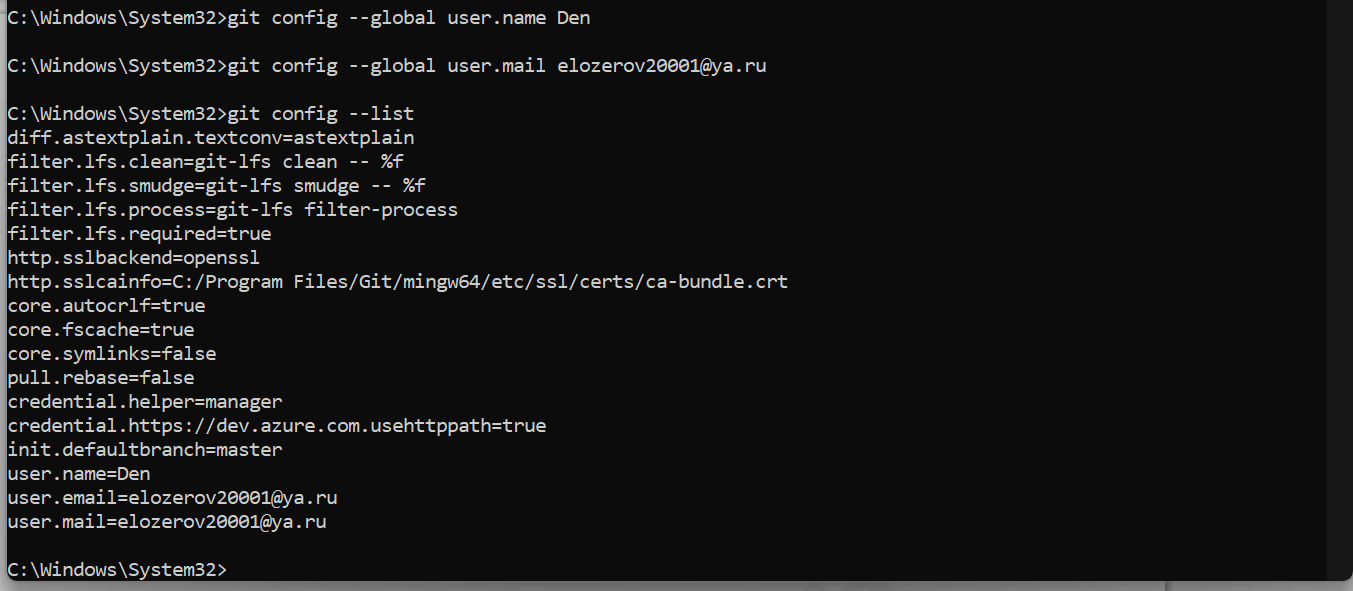 C:\Windows\System32>git config --global user.name Den
C:\Windows\System32>git config --global user.mail elozerov20001@ya.ru
C:\Windows\System32>git config --list
diff.astextplain.textconv=astextplain
filter.lfs.clean=git-lfs clean -- %f
filter.lfs.smudge=git-lfs smudge -- %f
filter.lfs.process=git-lfs filter-process
filter.lfs.required=true
http.sslbackend=openssl
http.sslcainfo=C:/Program Files/Git/mingw64/etc/ssl/certs/ca-bundle.crt
core.autocrlf=true
core.fscache=true
core.symlinks=false
pull.rebase=false
credential.helper=manager
credential.https://dev.azure.com.usehttppath=true
init.defaultbranch=master
user.name=Den
user.email=elozerov20001@ya.ru
user.mail=elozerov20001@ya.ru
C:\Windows\System32>